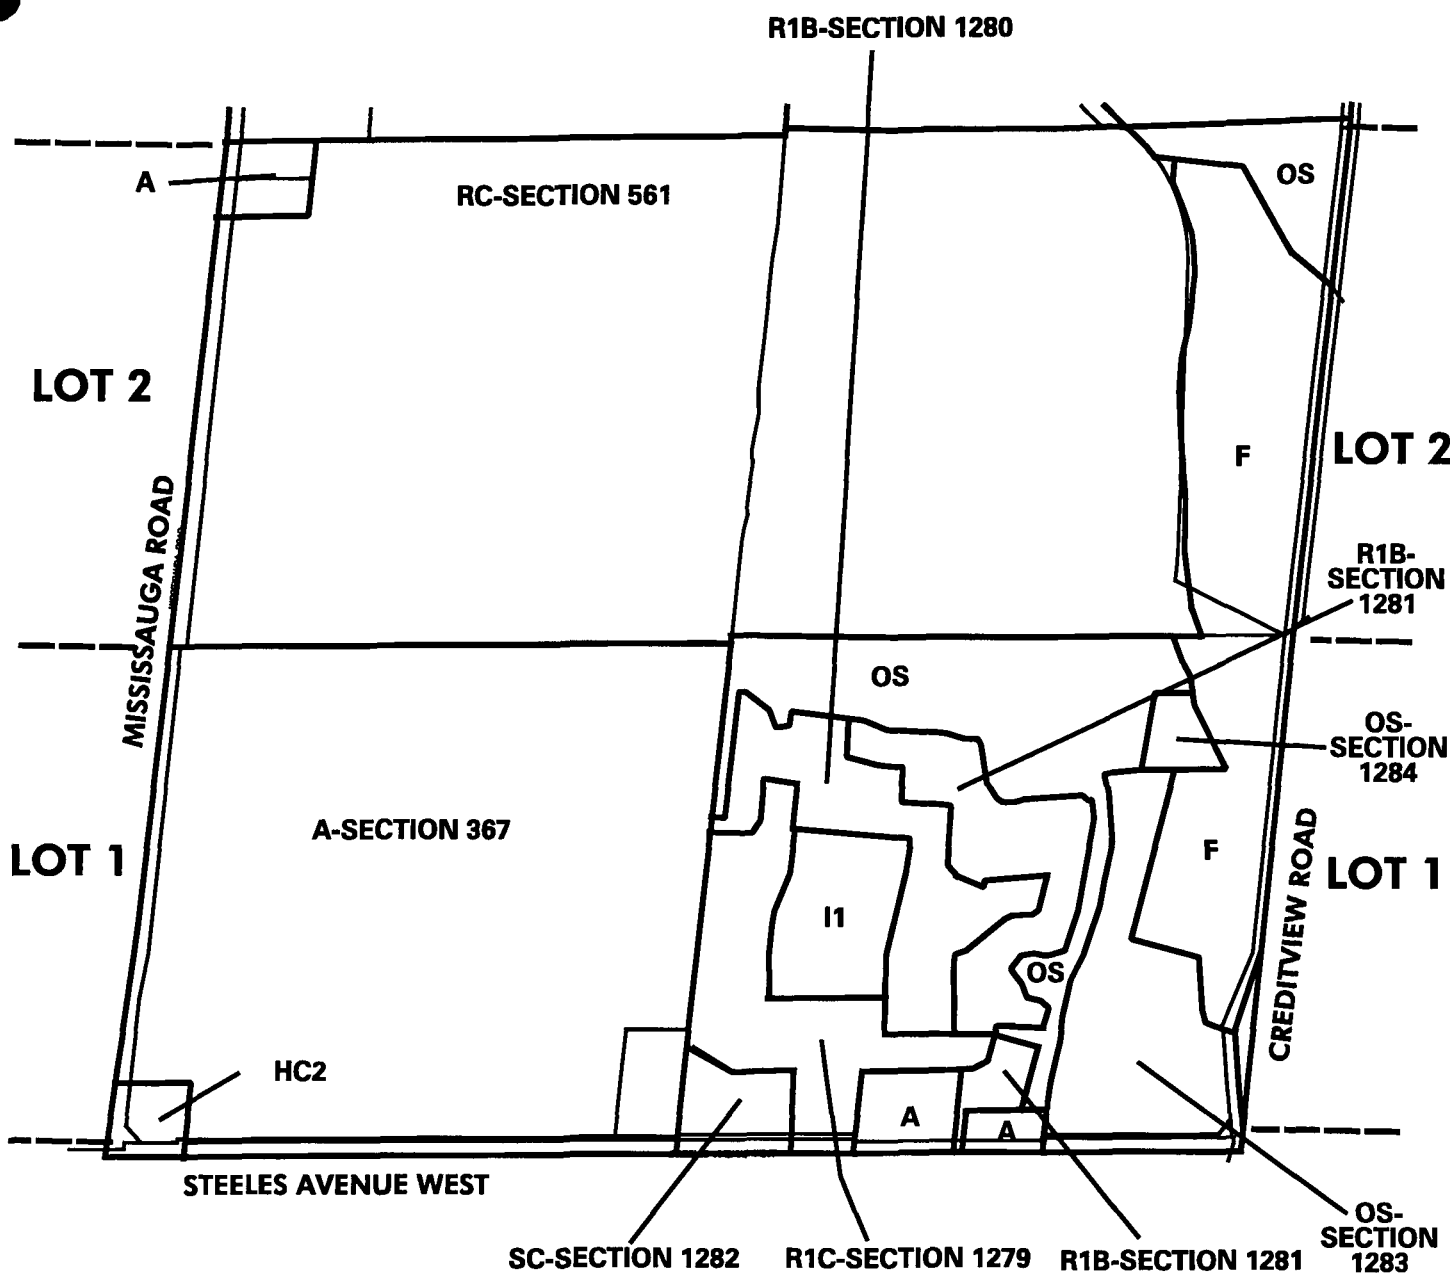 R1B-SECTION 1280
OS
A
RC-SECTION 561
LOT 2
F
LOT 2
MISSISSAUGA ROAD
R1B-
SECTION
1281
OS
OS-
SECTION
1284
A-SECTION 367
LOT 1
F
CREDITVIEW ROAD
LOT 1
I1
OS
HC2
A
A
STEELES AVENUE WEST
SC-SECTION 1282
R1C-SECTION 1279
R1B-SECTION 1281
OS-
SECTION
1283